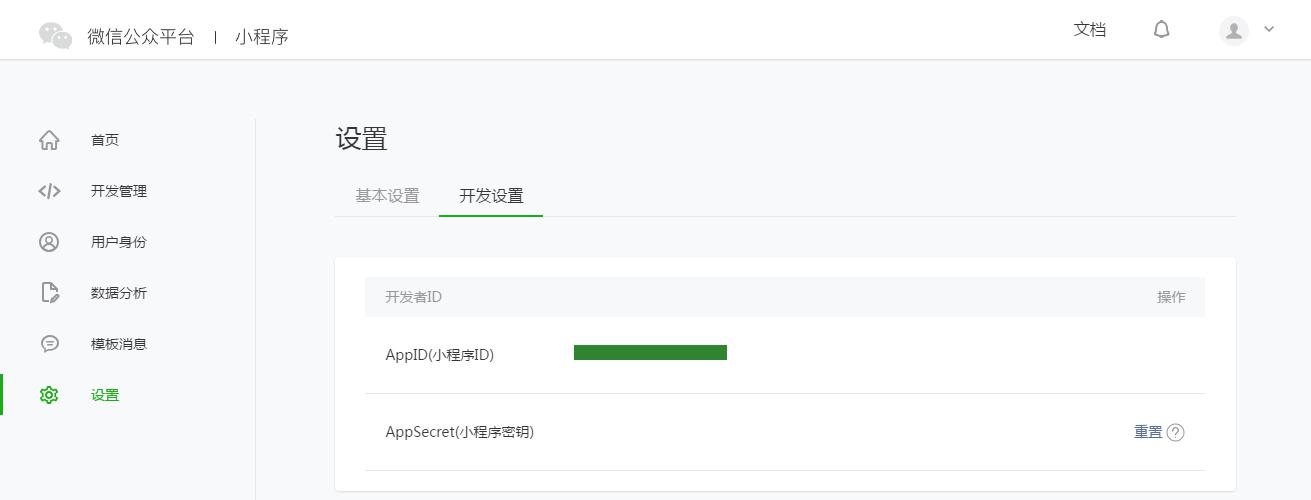 微信公众平台 | 小程序
文档
首页
开发管理
用户身份
数据分析
模板消息
设置
设置
基本设置 开发设置
开发者ID 操作
AppID(小程序ID)
AppSecret(小程序密钥) 重置 ?